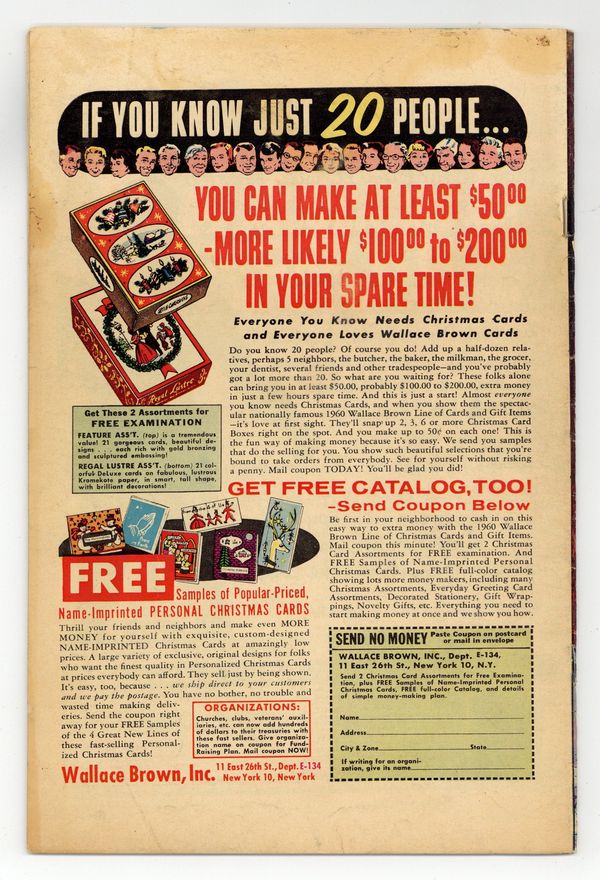 IF YOU KNOW JUST 20 PEOPLE...
YOU CAN MAKE AT LEAST $50⁰⁰
-MORE LIKELY $100⁰⁰ to $200⁰⁰
IN YOUR SPARE TIME!
Everyone You Know Needs Christmas Cards
and Everyone Loves Wallace Brown Cards
Do you know 20 people? Of course you do! Add up a half-dozen rela-
tives, perhaps 5 neighbors, the butcher, the baker, the milkman, the grocer,
your dentist, several friends and other tradespeople—and you've probably
got a lot more than 20. So what are you waiting for? These folks alone
can bring you in at least $50.00, probably $100.00 to $200.00, extra money
in just a few hours spare time. And this is just a start! Almost everyone
you know needs Christmas Cards, and when you show them the spectac-
ular nationally famous 1960 Wallace Brown Line of Cards and Gift Items
—it's love at first sight. They'll snap up 2, 3, 6 or more Christmas Card
Boxes right on the spot. And you make up to 50¢ on each one! This is
the fun way of making money because it's so easy. We send you samples
that do the selling for you. You show such beautiful selections that you're
bound to take orders from everybody. See for yourself without risking
a penny. Mail coupon TODAY! You'll be glad you did!
Royal Lustre
Get These 2 Assortments for
FREE EXAMINATION
FEATURE ASS'T. (top) is a tremendous
value! 21 gorgeous cards, beautiful de-
signs . . . each rich with gold bronzing
and sculptured embossing!
REGAL LUSTRE ASS'T. (bottom) 21 col-
orful DeLuxe cards on fabulous, lustrous
Kromekote paper, in smart, tall shape,
with brilliant decorations!
GET FREE CATALOG, TOO!
-Send Coupon Below
Be first in your neighborhood to cash in on this
easy way to extra money with the 1960 Wallace
Brown Line of Christmas Cards and Gift Items.
Mail coupon this minute! You'll get 2 Christmas
Card Assortments for FREE examination. And
FREE Samples of Name-Imprinted Personal
Christmas Cards. Plus FREE full-color catalog
showing lots more money makers, including many
Christmas Assortments, Everyday Greeting Card
Assortments, Decorated Stationery, Gift Wrap-
pings, Novelty Gifts, etc. Everything you need to
start making money at once and we show you how.
FREE Samples of Popular-Priced,
Name-Imprinted PERSONAL CHRISTMAS CARDS
Thrill your friends and neighbors and make even MORE
MONEY for yourself with exquisite, custom-designed
NAME-IMPRINTED Christmas Cards at amazingly low
prices. A large variety of exclusive, original designs for folks
who want the finest quality in Personalized Christmas Cards
at prices everybody can afford. They sell just by being shown.
It's easy, too, because . . . we ship direct to your customers
and we pay the postage. You have no bother, no trouble and
wasted time making deliv-
eries. Send the coupon right
away for your FREE Samples
of the 4 Great New Lines of
these fast-selling Personal-
ized Christmas Cards!
ORGANIZATIONS:
Churches, clubs, veterans' auxil-
iaries, etc. can now add hundreds
of dollars to their treasuries with
these fast sellers. Give organiza-
tion name on coupon for Fund-
Raising Plan. Mail coupon NOW!
Wallace Brown, Inc. 11 East 26th St., Dept. E-134
New York 10, New York
SEND NO MONEY Paste Coupon on postcard
or mail in envelope
WALLACE BROWN, INC., Dept. E-134,
11 East 26th St., New York 10, N.Y.
Send 2 Christmas Card Assortments for Free Examina-
tion, plus FREE Samples of Name-Imprinted Personal
Christmas Cards, FREE full-color Catalog, and details
of simple money-making plan.
Name
Address
City & Zone State
If writing for an organi-
zation, give its name